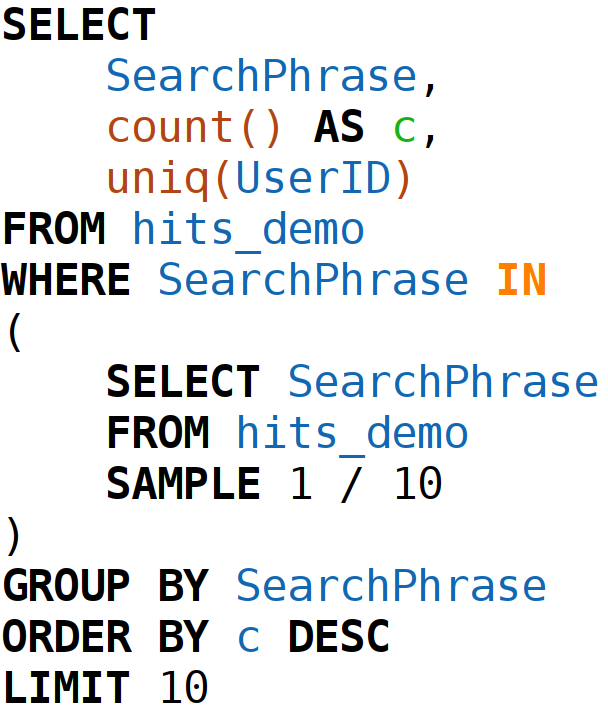 SELECT
    SearchPhrase,
    count() AS c,
    uniq(UserID)
FROM hits_demo
WHERE SearchPhrase IN
(
    SELECT SearchPhrase
    FROM hits_demo
    SAMPLE 1 / 10
)
GROUP BY SearchPhrase
ORDER BY c DESC
LIMIT 10